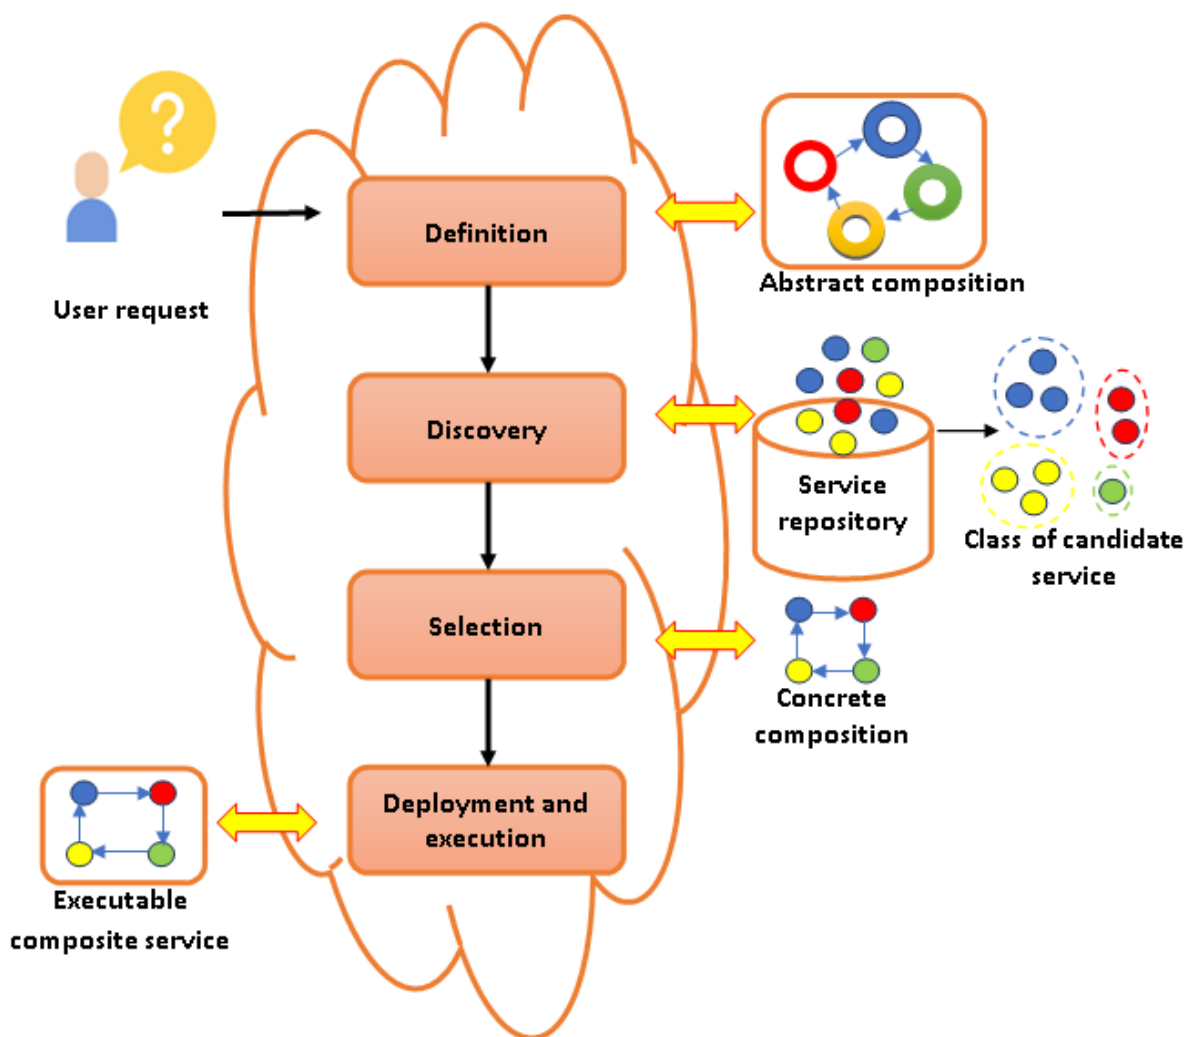 ?
User request
Definition
Abstract composition
Discovery
Service
repository
Class of candidate
service
Selection
Concrete
composition
Deployment and
execution
Executable
composite service